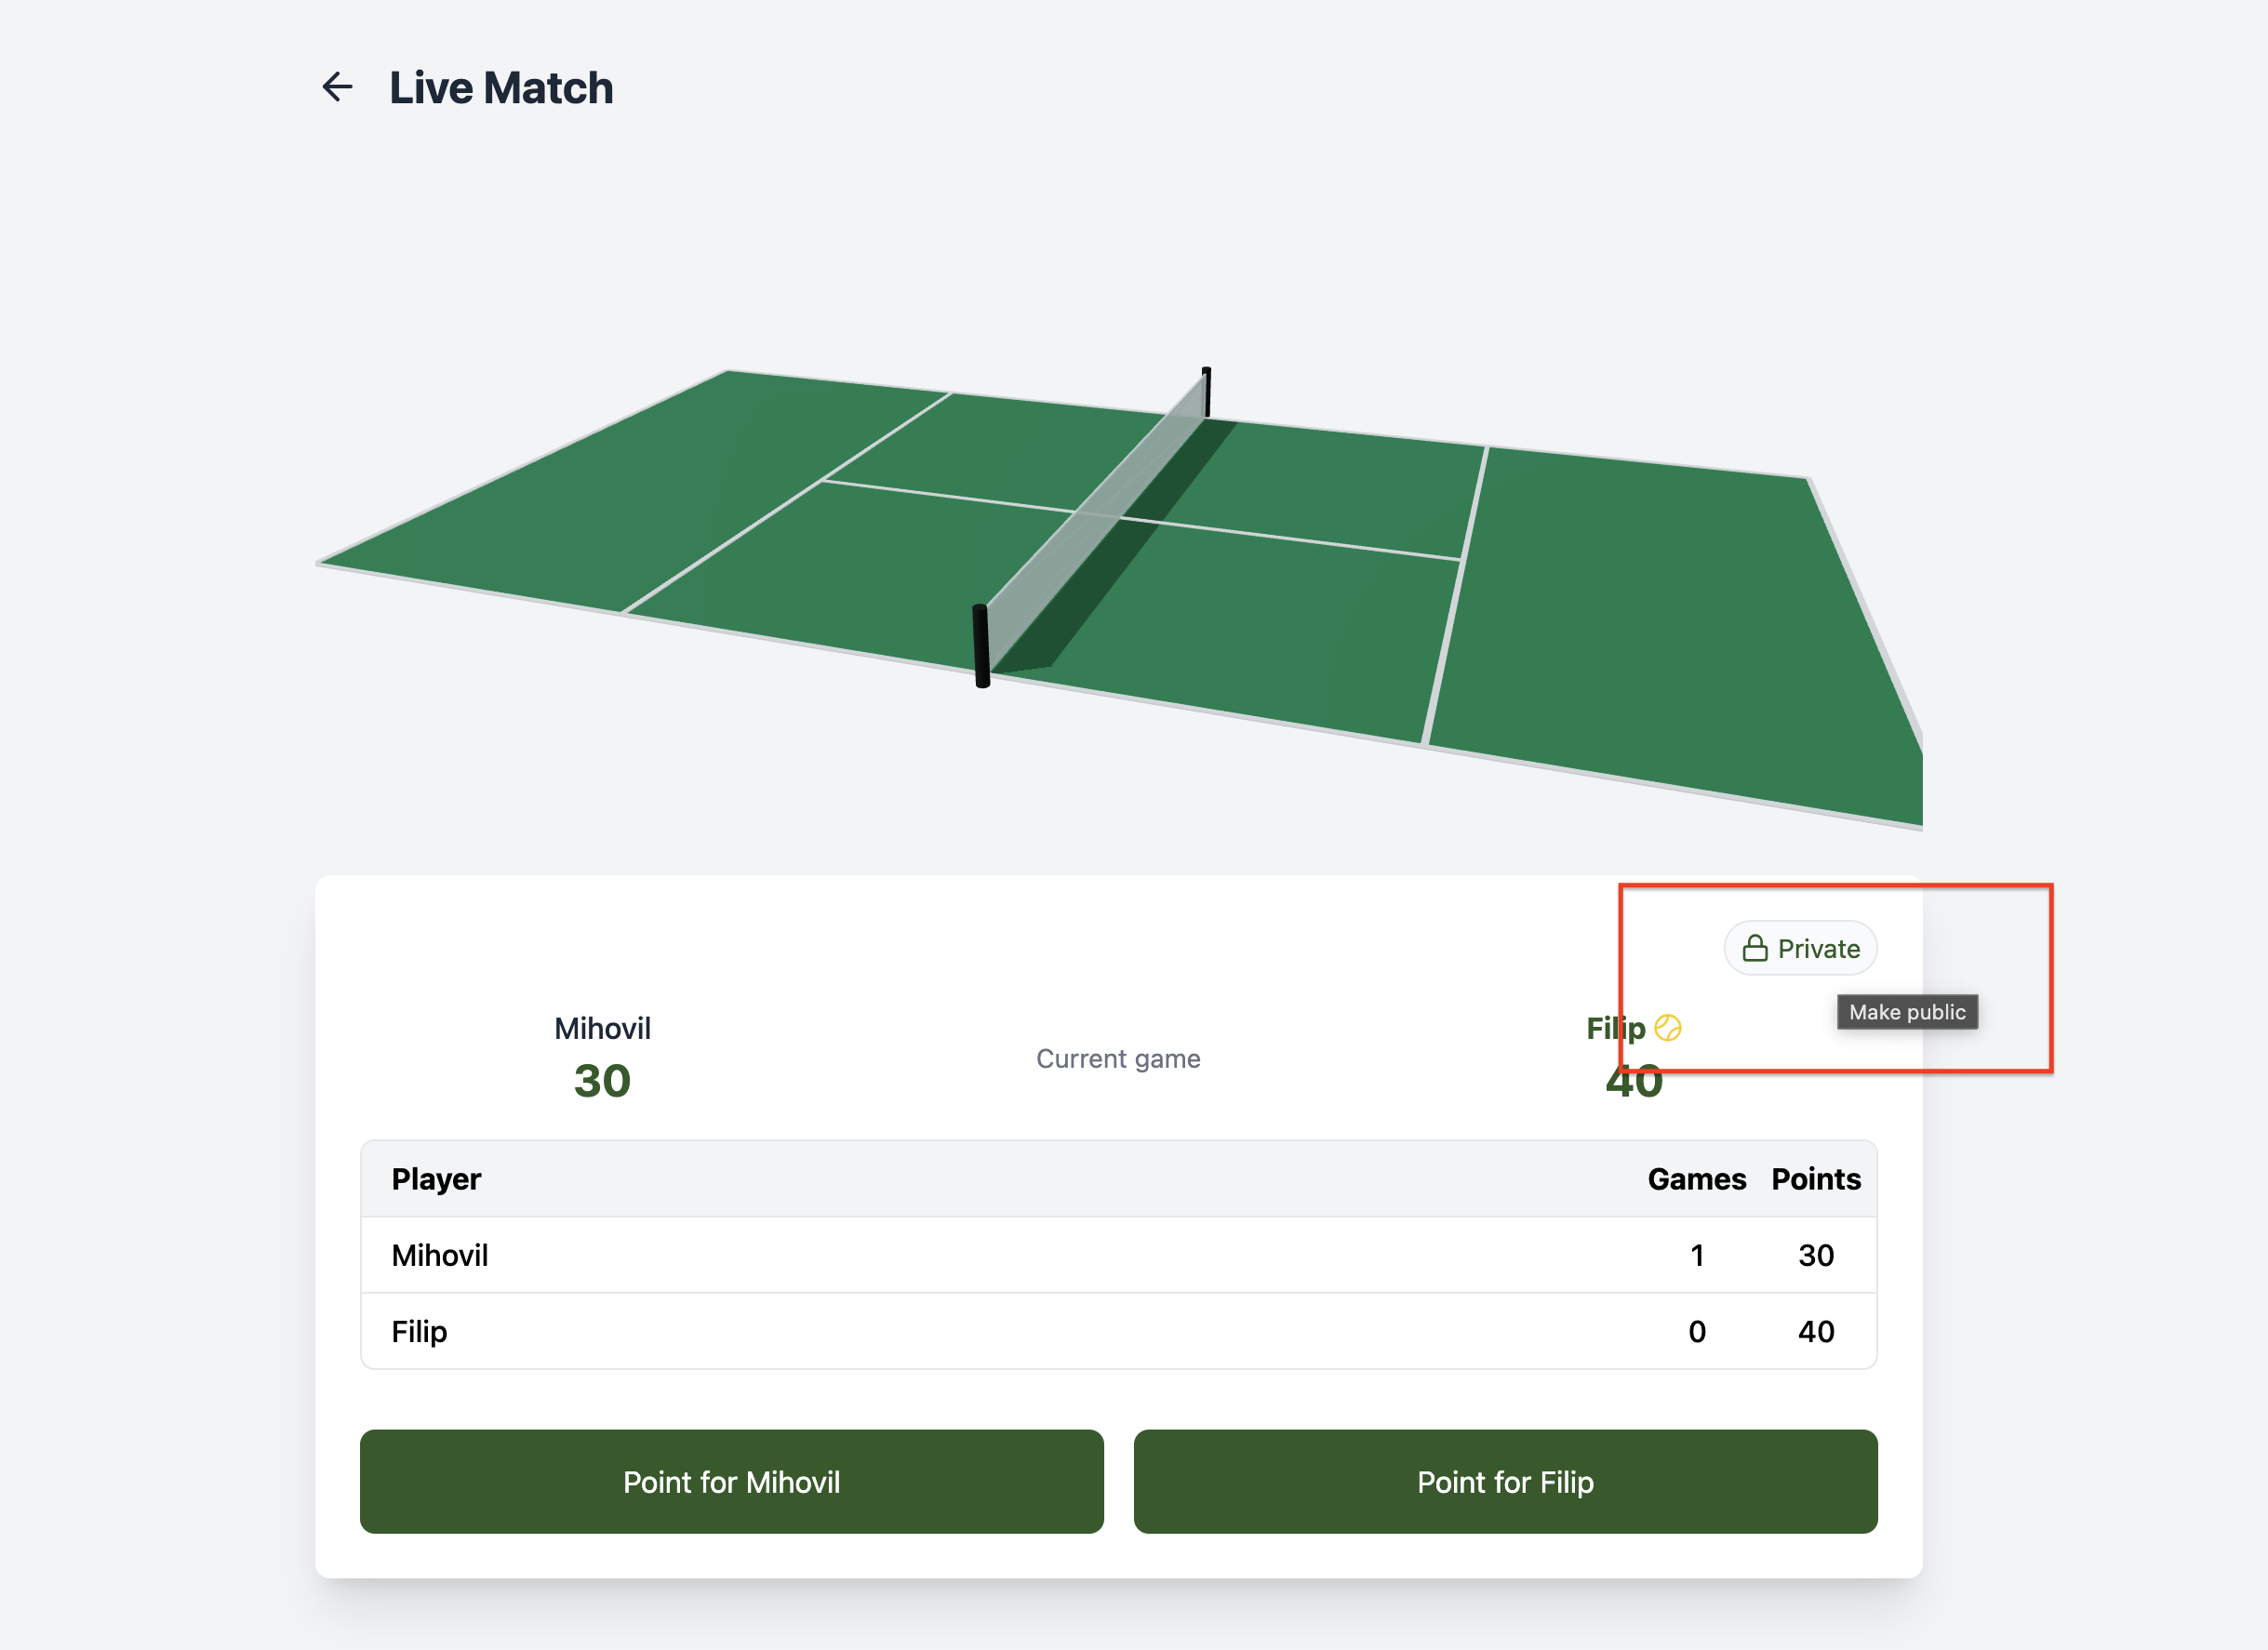 Live Match
Private
Make public
Mihovil
30
Current game
Filip
40
Player Games Points
Mihovil 1 30
Filip 0 40
Point for Mihovil
Point for Filip